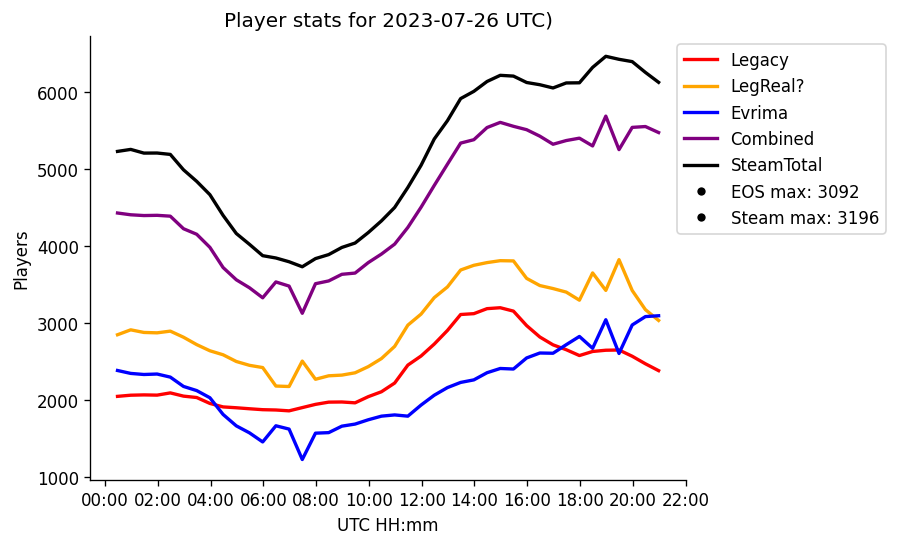 Player stats for 2023-07-26 UTC)
Legacy
LegReal?
Evrima
Combined
SteamTotal
EOS max: 3092
Steam max: 3196
Players
6000
5000
4000
3000
2000
1000
00:00 02:00 04:00 06:00 08:00 10:00 12:00 14:00 16:00 18:00 20:00 22:00
UTC HH:mm